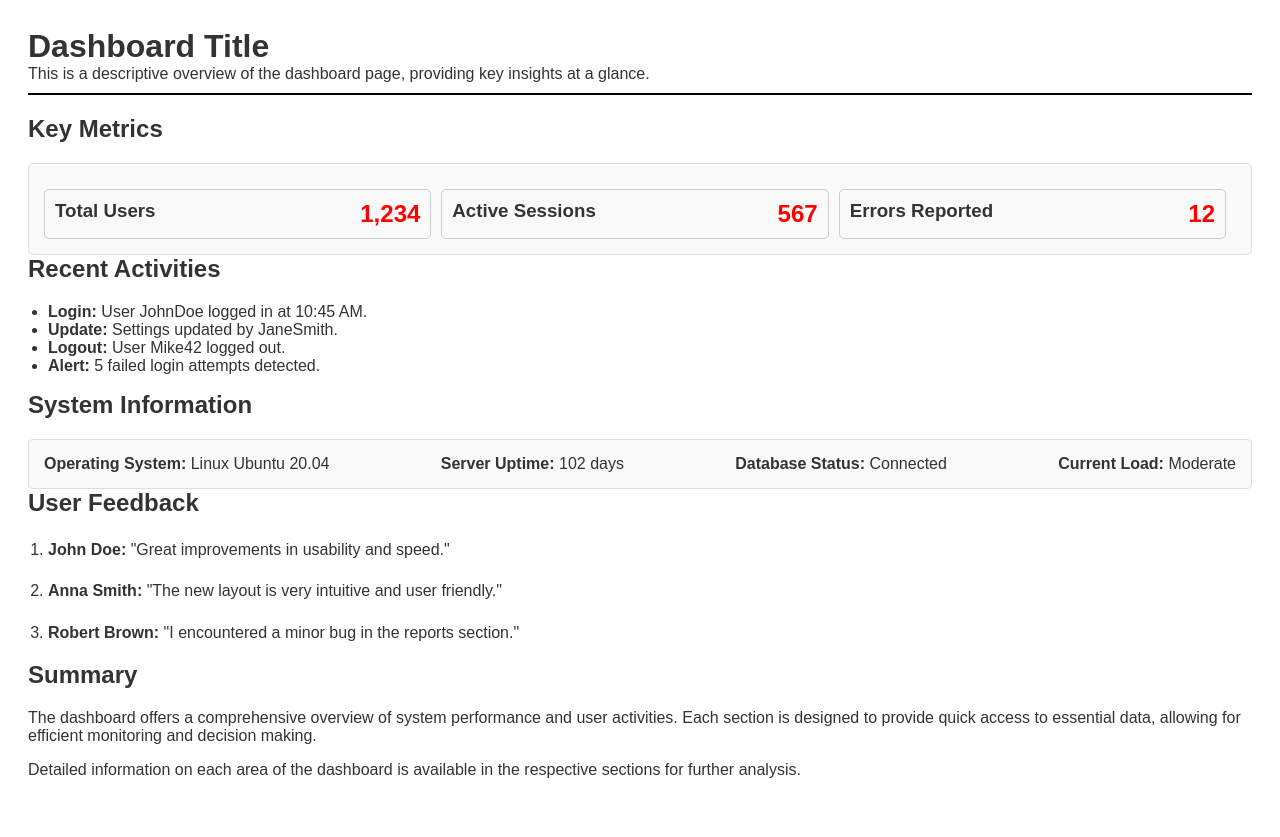 Dashboard Title
This is a descriptive overview of the dashboard page, providing key insights at a glance.
Key Metrics
Total Users 1,234 Active Sessions 567 Errors Reported 12
Recent Activities
• Login: User JohnDoe logged in at 10:45 AM.
• Update: Settings updated by JaneSmith.
• Logout: User Mike42 logged out.
• Alert: 5 failed login attempts detected.
System Information
Operating System: Linux Ubuntu 20.04 Server Uptime: 102 days Database Status: Connected Current Load: Moderate
User Feedback
1. John Doe: "Great improvements in usability and speed."
2. Anna Smith: "The new layout is very intuitive and user friendly."
3. Robert Brown: "I encountered a minor bug in the reports section."
Summary
The dashboard offers a comprehensive overview of system performance and user activities. Each section is designed to provide quick access to essential data, allowing for
efficient monitoring and decision making.
Detailed information on each area of the dashboard is available in the respective sections for further analysis.